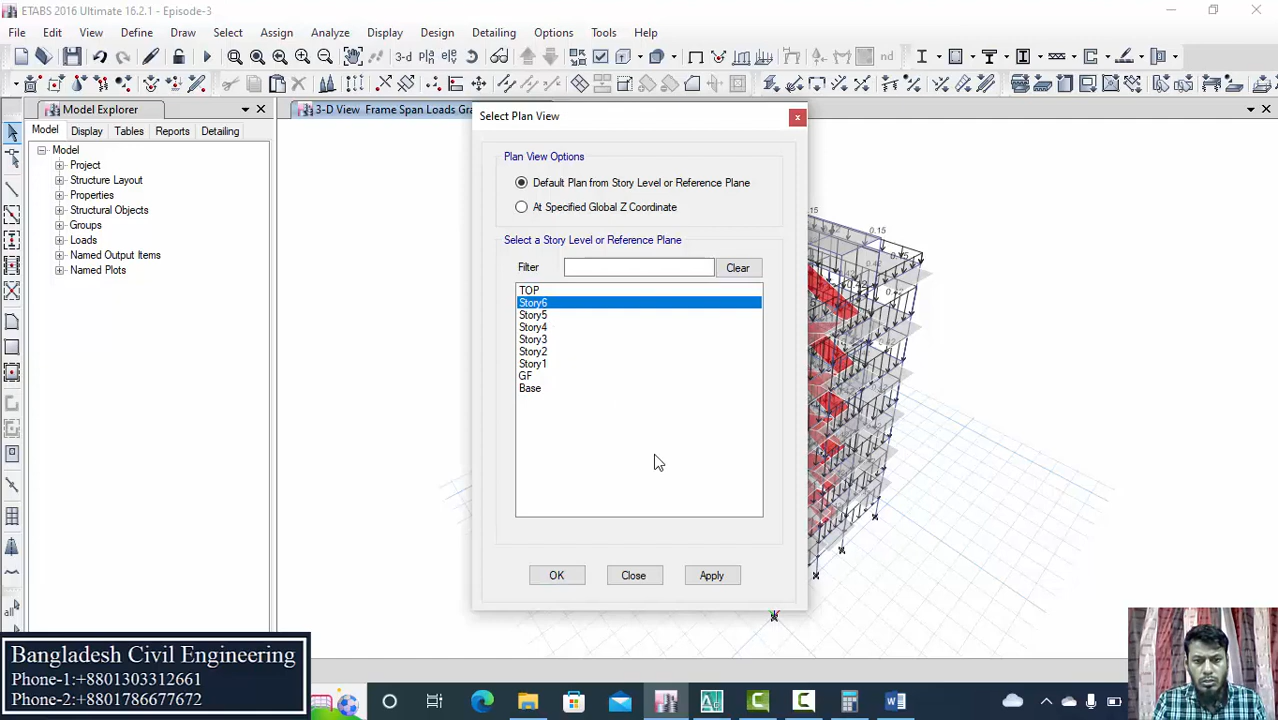 ETABS 2016 Ultimate 16.2.1 - Episode-3
File Edit View Define Draw Select Assign Analyze Display Design Detailing Options Tools Help
3-d
Model Explorer
3-D View Frame Span Loads Gra
Select Plan View
Model Display Tables Reports Detailing
Model
Project
Structure Layout
Properties
Structural Objects
Groups
Loads
Named Output Items
Named Plots
Plan View Options
Default Plan from Story Level or Reference Plane
At Specified Global Z Coordinate
Select a Story Level or Reference Plane
Filter
Clear
TOP
Story6
Story5
Story4
Story3
Story2
Story1
GF
Base
OK Close Apply
0.15
all
Bangladesh Civil Engineering
Phone-1:+8801303312661
Phone-2:+8801786677672